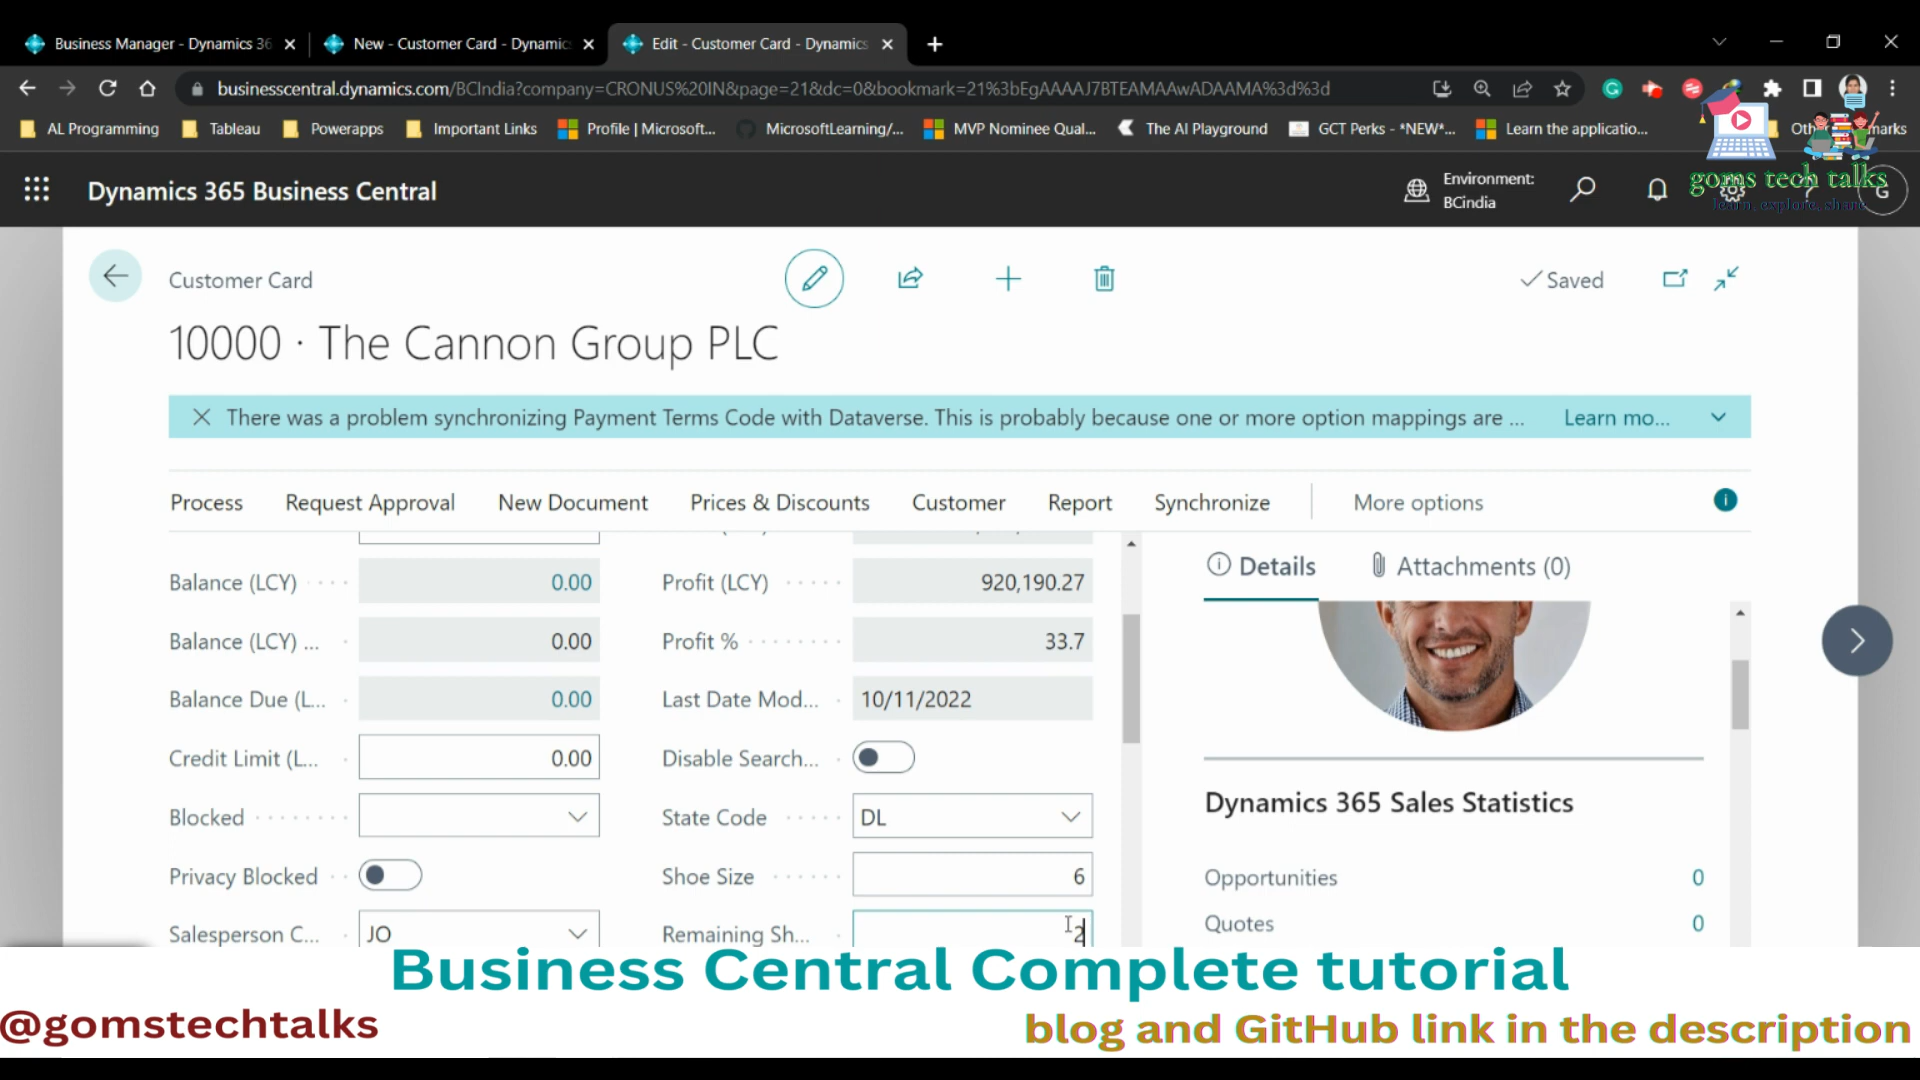 Business Manager - Dynamics 36
New - Customer Card - Dynamic
Edit - Customer Card - Dynamics
businesscentral.dynamics.com/BCIndia?company=CRONUS%20IN&page=21&dc=0&bookmark=21%3bEgAAAAJ7BTEAMAAwADAAMA%3d%3d
AL Programming
Tableau
Powerapps
Important Links
Profile | Microsoft...
MicrosoftLearning/...
MVP Nominee Qual...
The AI Playground
GCT Perks - *NEW*...
Learn the applicatio...
Dynamics 365 Business Central
Environment:
BCindia
goms tech talks
learn, explore, share
Customer Card
Saved
10000 · The Cannon Group PLC
There was a problem synchronizing Payment Terms Code with Dataverse. This is probably because one or more option mappings are ...
Learn mo...
Process
Request Approval
New Document
Prices & Discounts
Customer
Report
Synchronize
More options
Details
Attachments (0)
Balance (LCY) 0.00
Profit (LCY) 920,190.27
Balance (LCY) ... 0.00
Profit % 33.7
Balance Due (L... 0.00
Last Date Mod... 10/11/2022
Credit Limit (L... 0.00
Disable Search...
Dynamics 365 Sales Statistics
Blocked
State Code DL
Privacy Blocked
Shoe Size 6
Opportunities 0
Salesperson C... JO
Remaining Sh... 2
Quotes 0
Business Central Complete tutorial
@gomstechtalks
blog and GitHub link in the description